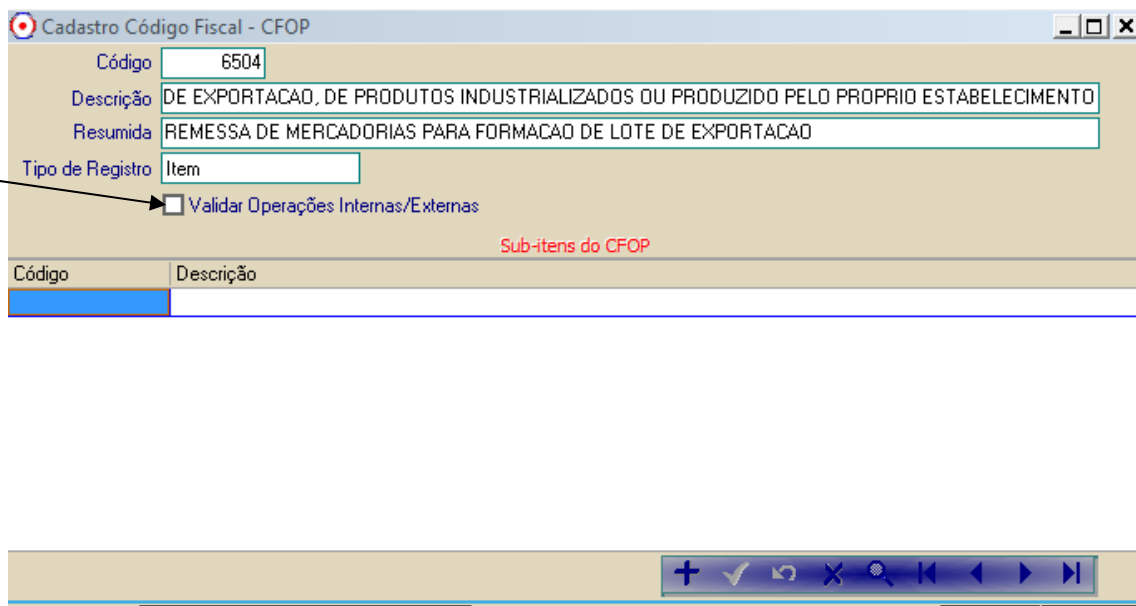 Cadastro Código Fiscal - CFOP
Código 6504
Descrição DE EXPORTACAO, DE PRODUTOS INDUSTRIALIZADOS OU PRODUZIDO PELO PROPRIO ESTABELECIMENTO
Resumida REMESSA DE MERCADORIAS PARA FORMACAO DE LOTE DE EXPORTACAO
Tipo de Registro Item
Validar Operações Internas/Externas
Sub-itens do CFOP
Código Descrição